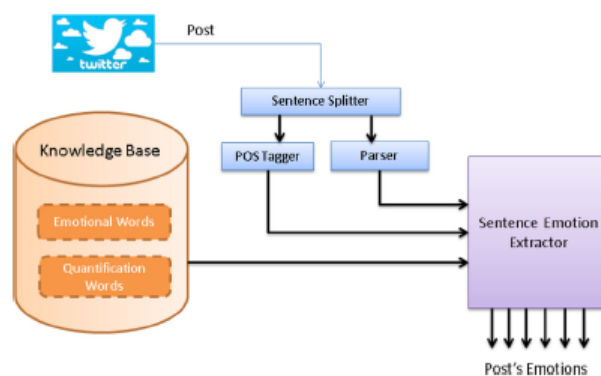 Post
twitter
Sentence Splitter
Knowledge Base
POS Tagger
Parser
Emotional Words
Sentence Emotion
Extractor
Quantification
Words
Post's Emotions